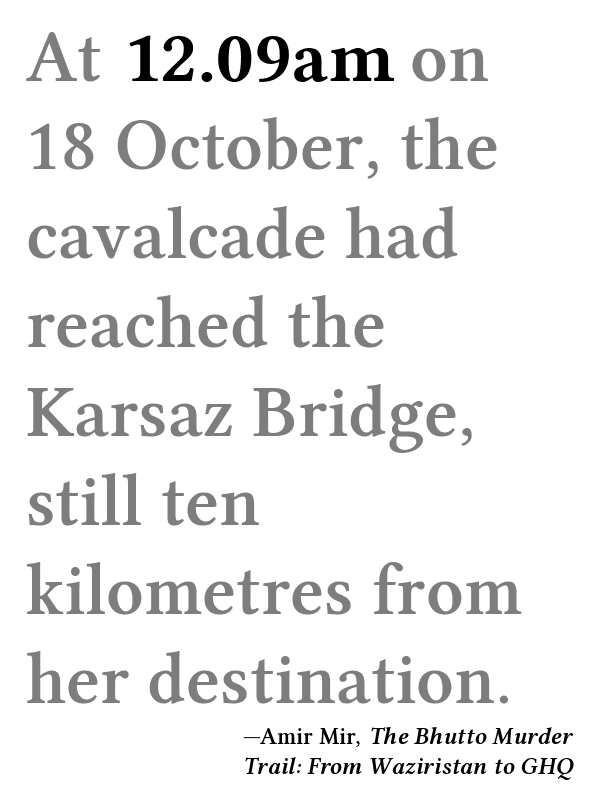 At 12.09am on
18 October, the
cavalcade had
reached the
Karsaz Bridge,
still ten
kilometres from
her destination.
—Amir Mir, The Bhutto Murder
Trail: From Waziristan to GHQ